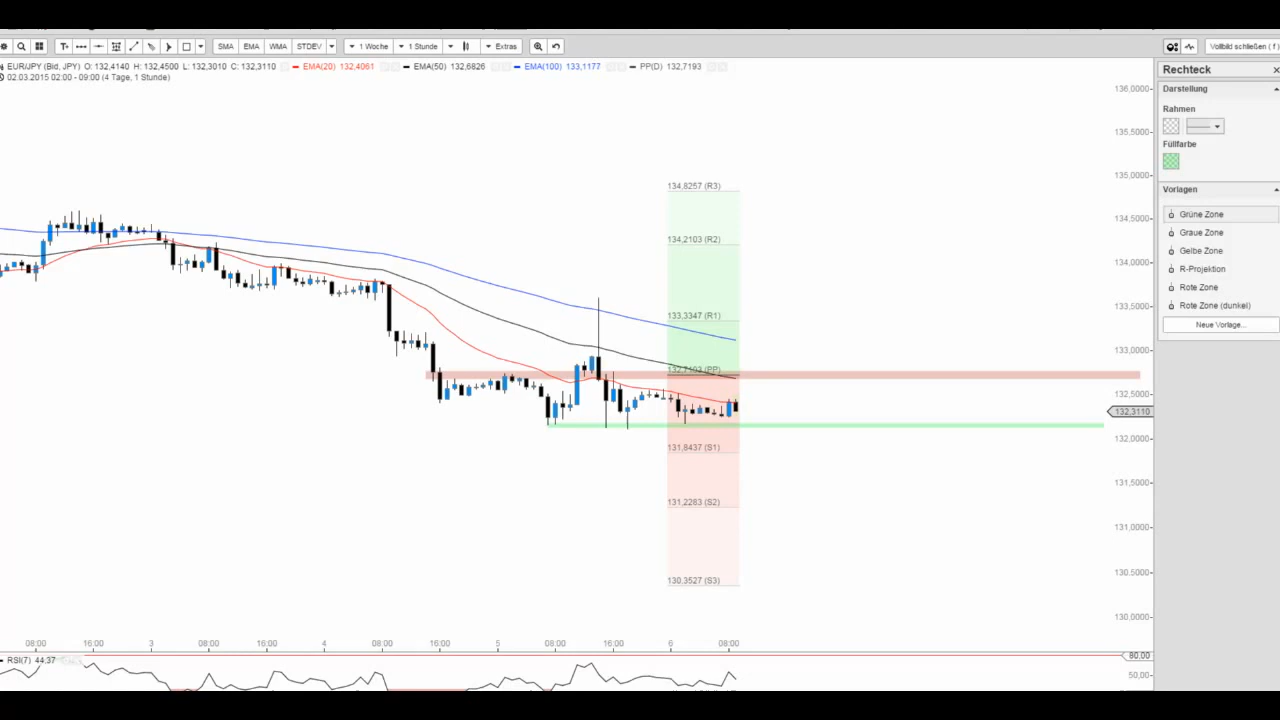 T SMA EMA WMA STDEV 1 Woche 1 Stunde Extras Vollbild schließen ( f )
EUR/JPY (Bid, JPY) O: 132,4140 H: 132,4500 L: 132,3010 C: 132,3110 EMA(20) 132,4061 EMA(50) 132,6826 EMA(100) 133,1177 PP(D) 132,7193
02.03.2015 02:00 - 09:00 (4 Tage, 1 Stunde)
Rechteck
Darstellung
Rahmen
Füllfarbe
Vorlagen
Grüne Zone
Graue Zone
Gelbe Zone
R-Projektion
Rote Zone
Rote Zone (dunkel)
Neue Vorlage...
136,0000
135,5000
135,0000
134,5000
134,0000
133,5000
133,0000
132,5000
132,3110
132,0000
131,5000
131,0000
130,5000
130,0000
134,8257 (R3)
134,2103 (R2)
133,3347 (R1)
132,7193 (PP)
131,8437 (S1)
131,2283 (S2)
130,3527 (S3)
08:00 16:00 3 08:00 16:00 4 08:00 16:00 5 08:00 16:00 6 08:00
RSI(7) 44,37
80,00
50,00